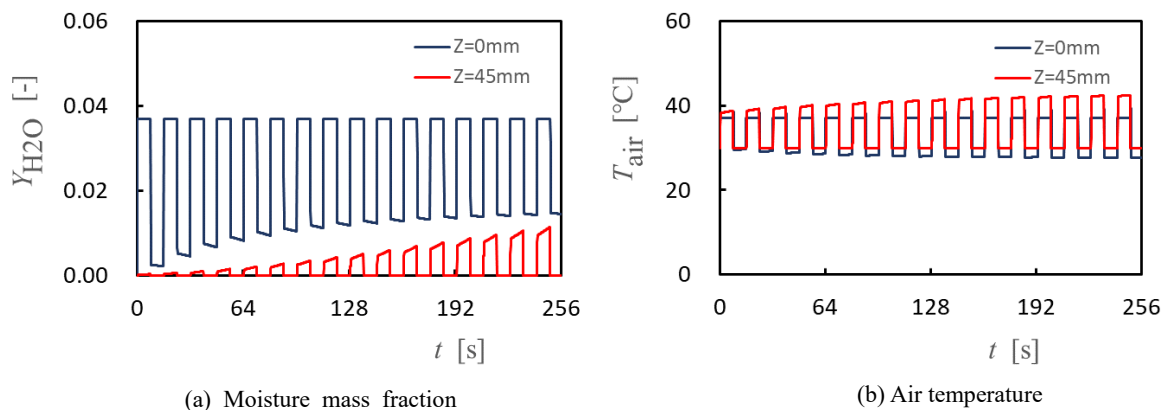 0.06
0.04
0.02
0.00
Y_H2O [-]
Z=0mm
Z=45mm
0 64 128 192 256
t [s]
(a) Moisture mass fraction
60
40
20
0
T_air [°C]
Z=0mm
Z=45mm
0 64 128 192 256
t [s]
(b) Air temperature